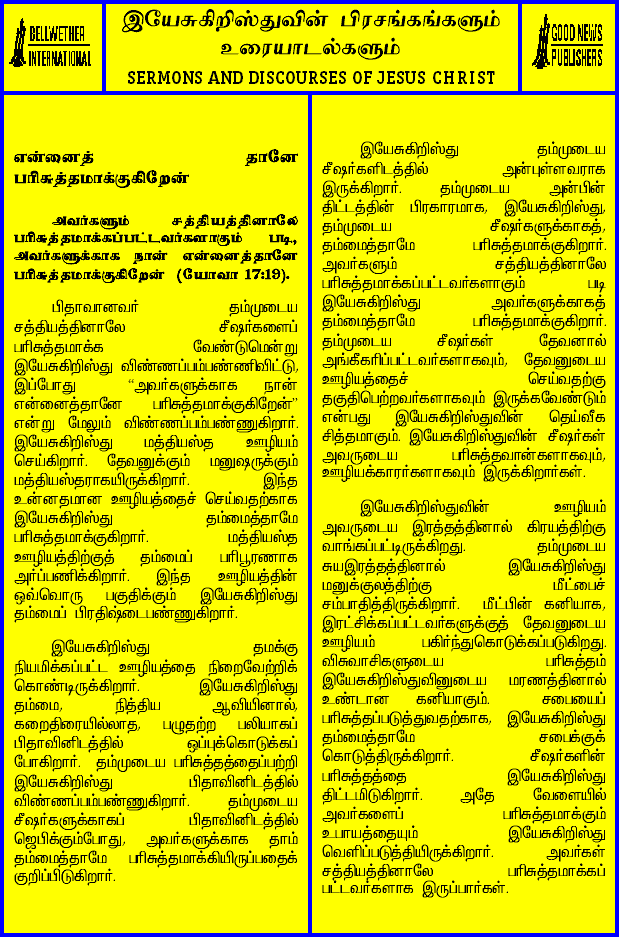 BELLWETHER
INTERNATIONAL
இயேசுகிறிஸ்துவின் பிரசங்கங்களும்
உரையாடல்களும்
SERMONS AND DISCOURSES OF JESUS CHRIST
GOOD NEWS
PUBLISHERS
என்னைத் தானே
பரிசுத்தமாக்குகிறேன்
அவர்களும் சத்தியத்தினாலே
பரிசுத்தமாக்கப்பட்டவர்களாகும் படி,
அவர்களுக்காக நான் என்னைத்தானே
பரிசுத்தமாக்குகிறேன் (யோவா 17:19).
பிதாவானவர் தம்முடைய
சத்தியத்தினாலே சீஷர்களைப்
பரிசுத்தமாக்க வேண்டுமென்று
இயேசுகிறிஸ்து விண்ணப்பம்பண்ணிவிட்டு,
இப்போது “அவர்களுக்காக நான்
என்னைத்தானே பரிசுத்தமாக்குகிறேன்”
என்று மேலும் விண்ணப்பம்பண்ணுகிறார்.
இயேசுகிறிஸ்து மத்தியஸ்த ஊழியம்
செய்கிறார். தேவனுக்கும் மனுஷருக்கும்
மத்தியஸ்தராகயிருக்கிறார். இந்த
உன்னதமான ஊழியத்தைச் செய்வதற்காக
இயேசுகிறிஸ்து தம்மைத்தாமே
பரிசுத்தமாக்குகிறார். மத்தியஸ்த
ஊழியத்திற்குத் தம்மைப் பரிபூரணாக
அர்ப்பணிக்கிறார். இந்த ஊழியத்தின்
ஒவ்வொரு பகுதிக்கும் இயேசுகிறிஸ்து
தம்மைப் பிரதிஷ்டைபண்ணுகிறார்.
இயேசுகிறிஸ்து தமக்கு
நியமிக்கப்பட்ட ஊழியத்தை நிறைவேற்றிக்
கொண்டிருக்கிறார். இயேசுகிறிஸ்து
தம்மை, நித்திய ஆவியினால்,
கறைதிரையில்லாத, பழுதற்ற பலியாகப்
பிதாவினிடத்தில் ஒப்புக்கொடுக்கப்
போகிறார். தம்முடைய பரிசுத்தத்தைப்பற்றி
இயேசுகிறிஸ்து பிதாவினிடத்தில்
விண்ணப்பம்பண்ணுகிறார். தம்முடைய
சீஷர்களுக்காகப் பிதாவினிடத்தில்
ஜெபிக்கும்போது, அவர்களுக்காக தாம்
தம்மைத்தாமே பரிசுத்தமாக்கியிருப்பதைக்
குறிப்பிடுகிறார்.
இயேசுகிறிஸ்து தம்முடைய
சீஷர்களிடத்தில் அன்புள்ளவராக
இருக்கிறார். தம்முடைய அன்பின்
திட்டத்தின் பிரகாரமாக, இயேசுகிறிஸ்து,
தம்முடைய சீஷர்களுக்காகத்,
தம்மைத்தாமே பரிசுத்தமாக்குகிறார்.
அவர்களும் சத்தியத்தினாலே
பரிசுத்தமாக்கப்பட்டவர்களாகும் படி
இயேசுகிறிஸ்து அவர்களுக்காகத்
தம்மைத்தாமே பரிசுத்தமாக்குகிறார்.
தம்முடைய சீஷர்கள் தேவனால்
அங்கீகரிப்பட்டவர்களாகவும், தேவனுடைய
ஊழியத்தைச் செய்வதற்கு
தகுதிபெற்றவர்களாகவும் இருக்கவேண்டும்
என்பது இயேசுகிறிஸ்துவின் தெய்வீக
சித்தமாகும். இயேசுகிறிஸ்துவின் சீஷர்கள்
அவருடைய பரிசுத்தவான்களாகவும்,
ஊழியக்காரர்களாகவும் இருக்கிறார்கள்.
இயேசுகிறிஸ்துவின் ஊழியம்
அவருடைய இரத்தத்தினால் கிரயத்திற்கு
வாங்கப்பட்டிருக்கிறது. தம்முடைய
சுயஇரத்தத்தினால் இயேசுகிறிஸ்து
மனுக்குலத்திற்கு மீட்பைச்
சம்பாதித்திருக்கிறார். மீட்பின் கனியாக,
இரட்சிக்கப்பட்டவர்களுக்குத் தேவனுடைய
ஊழியம் பகிர்ந்துகொடுக்கப்படுகிறது.
விசுவாசிகளுடைய பரிசுத்தம்
இயேசுகிறிஸ்துவினுடைய மரணத்தினால்
உண்டான கனியாகும். சபையைப்
பரிசுத்தப்படுத்துவதற்காக, இயேசுகிறிஸ்து
தம்மைத்தாமே சபைக்குக்
கொடுத்திருக்கிறார். சீஷர்களின்
பரிசுத்தத்தை இயேசுகிறிஸ்து
திட்டமிடுகிறார். அதே வேளையில்
அவர்களைப் பரிசுத்தமாக்கும்
உபாயத்தையும் இயேசுகிறிஸ்து
வெளிப்படுத்தியிருக்கிறார். அவர்கள்
சத்தியத்தினாலே பரிசுத்தமாக்கப்
பட்டவர்களாக இருப்பார்கள்.